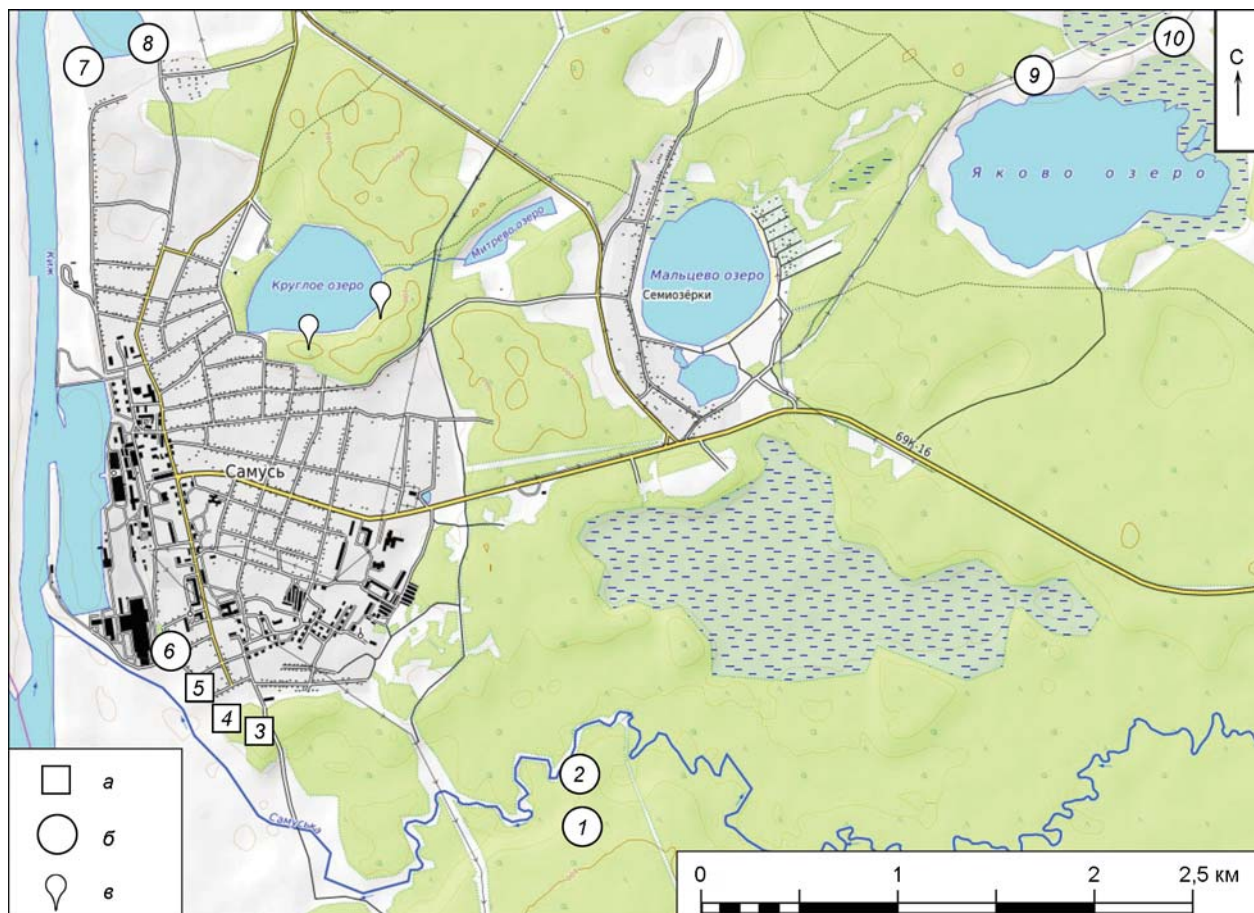 8
7
10
9
С
Киж
Яково озеро
Митрево озеро
Круглое озеро
Мальцево озеро
Семиозёрки
69К-16
Самусь
6
5
4
3
2
1
Самуська
а
б
в
0 1 2 2,5 км